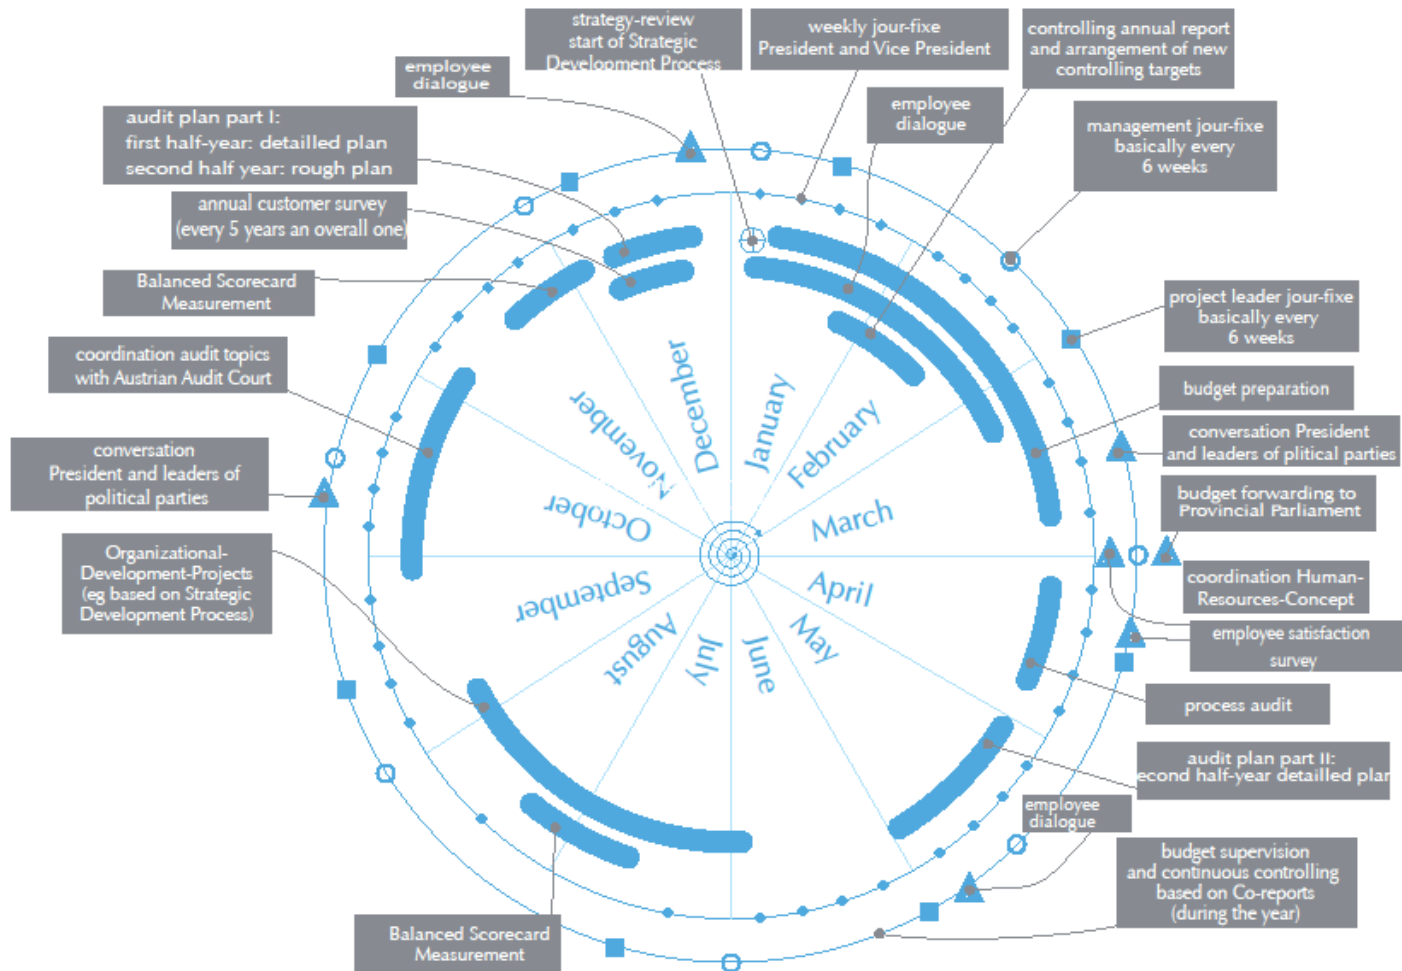 strategy-review
start of Strategic
Development Process
weekly jour-fixe
President and Vice President
controlling annual report
and arrangement of new
controlling targets
employee
dialogue
employee
dialogue
management jour-fixe
basically every
6 weeks
audit plan part I:
first half-year: detailled plan
second half year: rough plan
annual customer survey
(every 5 years an overall one)
Balanced Scorecard
Measurement
project leader jour-fixe
basically every
6 weeks
coordination audit topics
with Austrian Audit Court
budget preparation
conversation
President and leaders of
political parties
conversation President
and leaders of plitical parties
budget forwarding to
Provincial Parliament
Organizational-
Development-Projects
(eg based on Strategic
Development Process)
coordination Human-
Resources-Concept
employee satisfaction
survey
process audit
audit plan part II:
econd half-year detailled plan
employee
dialogue
budget supervision
and continuous controlling
based on Co-reports
(during the year)
Balanced Scorecard
Measurement
January
February
March
April
May
June
July
August
September
October
November
December